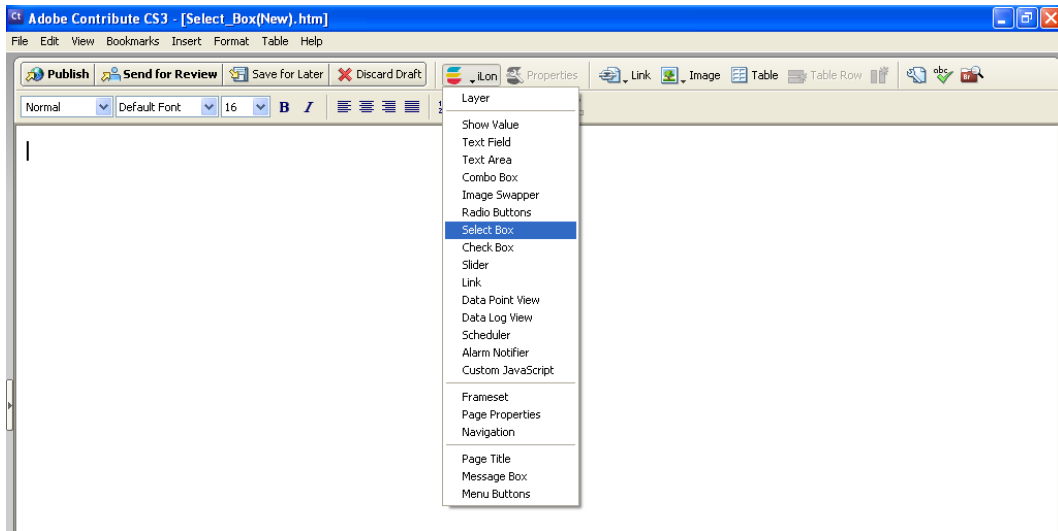 Ct Adobe Contribute CS3 - [Select_Box(New).htm]
File Edit View Bookmarks Insert Format Table Help
Publish Send for Review Save for Later Discard Draft iLon Properties Link Image Table Table Row abc Br
Normal Default Font 16 B I
Layer
Show Value
Text Field
Text Area
Combo Box
Image Swapper
Radio Buttons
Select Box
Check Box
Slider
Link
Data Point View
Data Log View
Scheduler
Alarm Notifier
Custom JavaScript
Frameset
Page Properties
Navigation
Page Title
Message Box
Menu Buttons